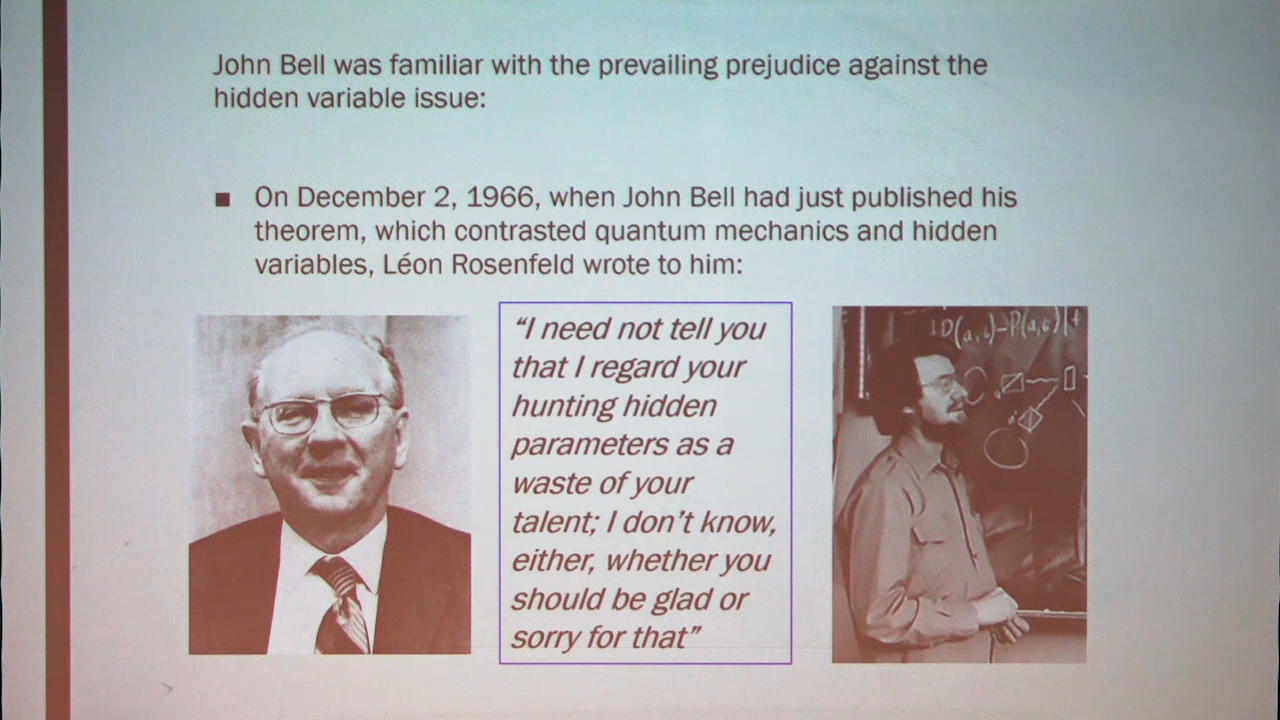 John Bell was familiar with the prevailing prejudice against the
hidden variable issue:
■ On December 2, 1966, when John Bell had just published his
theorem, which contrasted quantum mechanics and hidden
variables, Léon Rosenfeld wrote to him:
“I need not tell you
that I regard your
hunting hidden
parameters as a
waste of your
talent; I don’t know,
either, whether you
should be glad or
sorry for that”